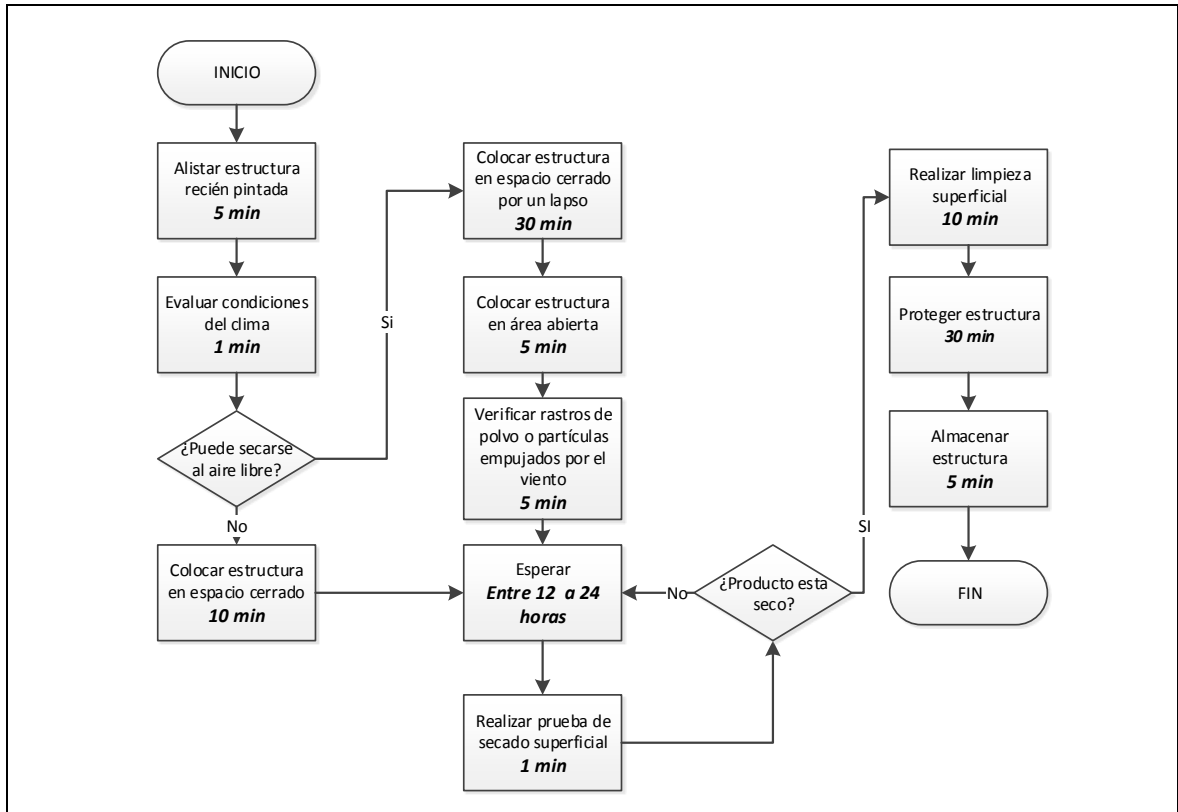 INICIO
Alistar estructura
recién pintada
5 min
Evaluar condiciones
del clima
1 min
¿Puede secarse
al aire libre?
Si
No
Colocar estructura
en espacio cerrado
10 min
Colocar estructura
en espacio cerrado
por un lapso
30 min
Colocar estructura
en área abierta
5 min
Verificar rastros de
polvo o partículas
empujados por el
viento
5 min
Esperar
Entre 12 a 24
horas
Realizar prueba de
secado superficial
1 min
¿Producto esta
seco?
No
SI
Realizar limpieza
superficial
10 min
Proteger estructura
30 min
Almacenar
estructura
5 min
FIN